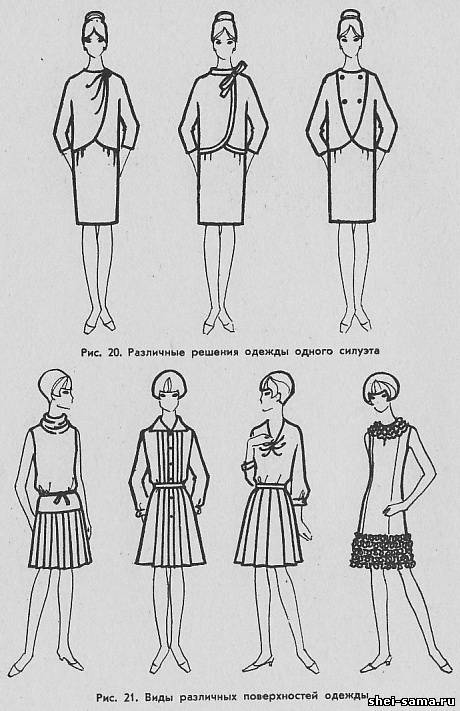 Рис. 20. Различные решения одежды одного силуэта
Рис. 21. Виды различных поверхностей одежды
shei-sama.ru